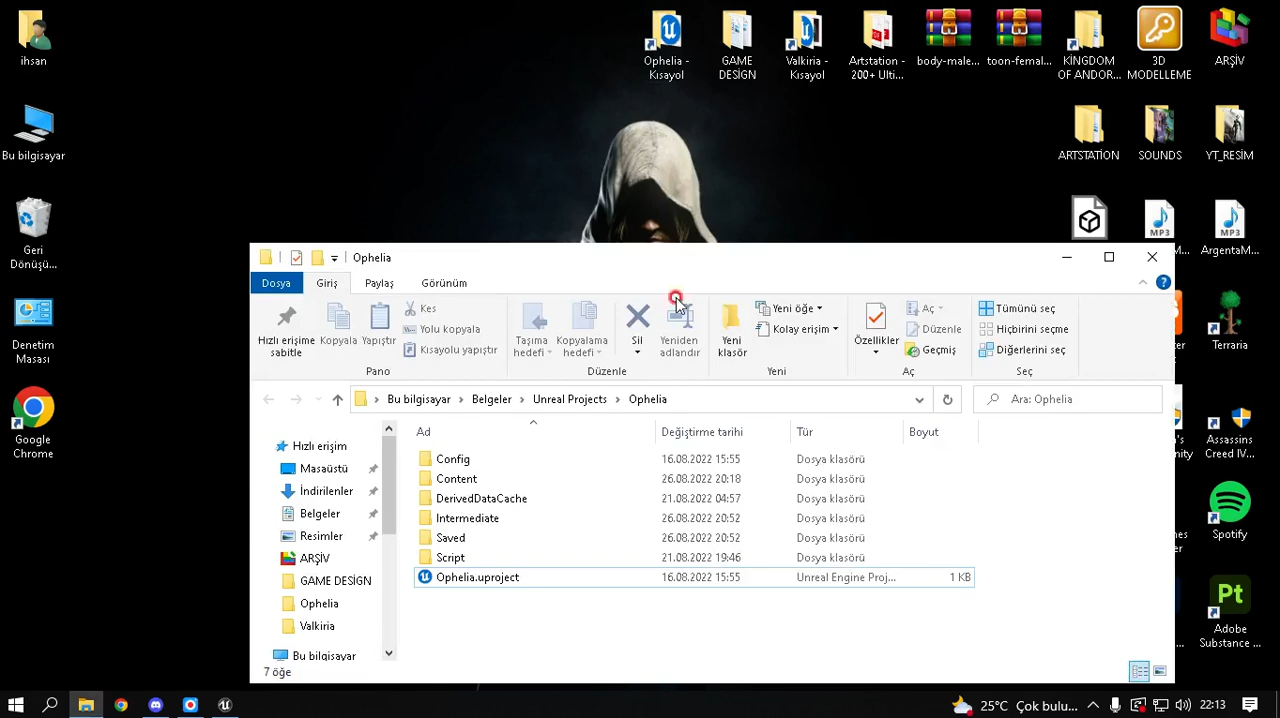 ihsan
Bu bilgisayar
Geri
Dönüşü...
Denetim
Masası
Google
Chrome
Ophelia -
Kısayol
GAME
DESİGN
Valkiria -
Kısayol
Artstation -
200+ Ulti...
body-male...
toon-femal...
KİNGDOM
OF ANDOR...
3D
MODELLEME
ARŞİV
ARTSTATİON
SOUNDS
YT_RESİM
MP3
MP3
ArgentaM...
Terraria
Assassins
Creed IV...
Spotify
Pt
Adobe
Substance ...
Ophelia
Dosya
Giriş
Paylaş
Görünüm
Hızlı erişime
sabitle
Kopyala
Yapıştır
Kes
Yolu kopyala
Kısayolu yapıştır
Pano
Taşıma
hedefi
Kopyalama
hedefi
Sil
Yeniden
adlandır
Düzenle
Yeni
klasör
Yeni öğe
Kolay erişim
Yeni
Özellikler
Aç
Düzenle
Geçmiş
Aç
Tümünü seç
Hiçbirini seçme
Diğerlerini seç
Seç
Bu bilgisayar > Belgeler > Unreal Projects > Ophelia
Ara: Ophelia
Hızlı erişim
Masaüstü
İndirilenler
Belgeler
Resimler
ARŞİV
GAME DESİGN
Ophelia
Valkiria
Bu bilgisayar
Ad Değiştirme tarihi Tür Boyut
Config 16.08.2022 15:55 Dosya klasörü
Content 26.08.2022 20:18 Dosya klasörü
DerivedDataCache 21.08.2022 04:57 Dosya klasörü
Intermediate 26.08.2022 20:52 Dosya klasörü
Saved 26.08.2022 20:52 Dosya klasörü
Script 21.08.2022 19:46 Dosya klasörü
Ophelia.uproject 16.08.2022 15:55 Unreal Engine Proj... 1 KB
7 öğe
25°C Çok bulu...
22:13